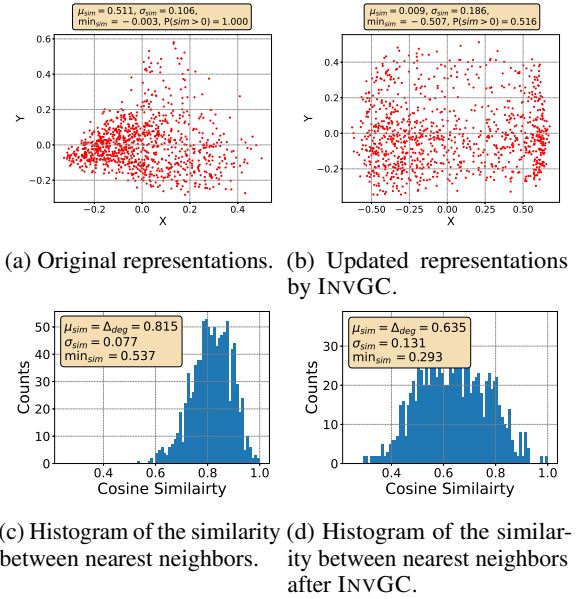 μsim = 0.511, σsim = 0.106,
minsim = − 0.003, P(sim > 0) = 1.000
0.6
0.4
0.2
0.0
−0.2
Y
−0.2 0.0 0.2 0.4
X
μsim = 0.009, σsim = 0.186,
minsim = − 0.507, P(sim > 0) = 0.516
0.4
0.2
0.0
−0.2
Y
−0.50 −0.25 0.00 0.25 0.50
X
(a) Original representations.
(b) Updated representations
by INVGC.
μsim = Δdeg = 0.815
σsim = 0.077
minsim = 0.537
50
40
30
20
10
0
Counts
0.4 0.6 0.8 1.0
Cosine Similairty
μsim = Δdeg = 0.635
σsim = 0.131
minsim = 0.293
30
20
10
0
Counts
0.4 0.6 0.8 1.0
Cosine Similairty
(c) Histogram of the similarity
between nearest neighbors.
(d) Histogram of the similar-
ity between nearest neighbors
after INVGC.